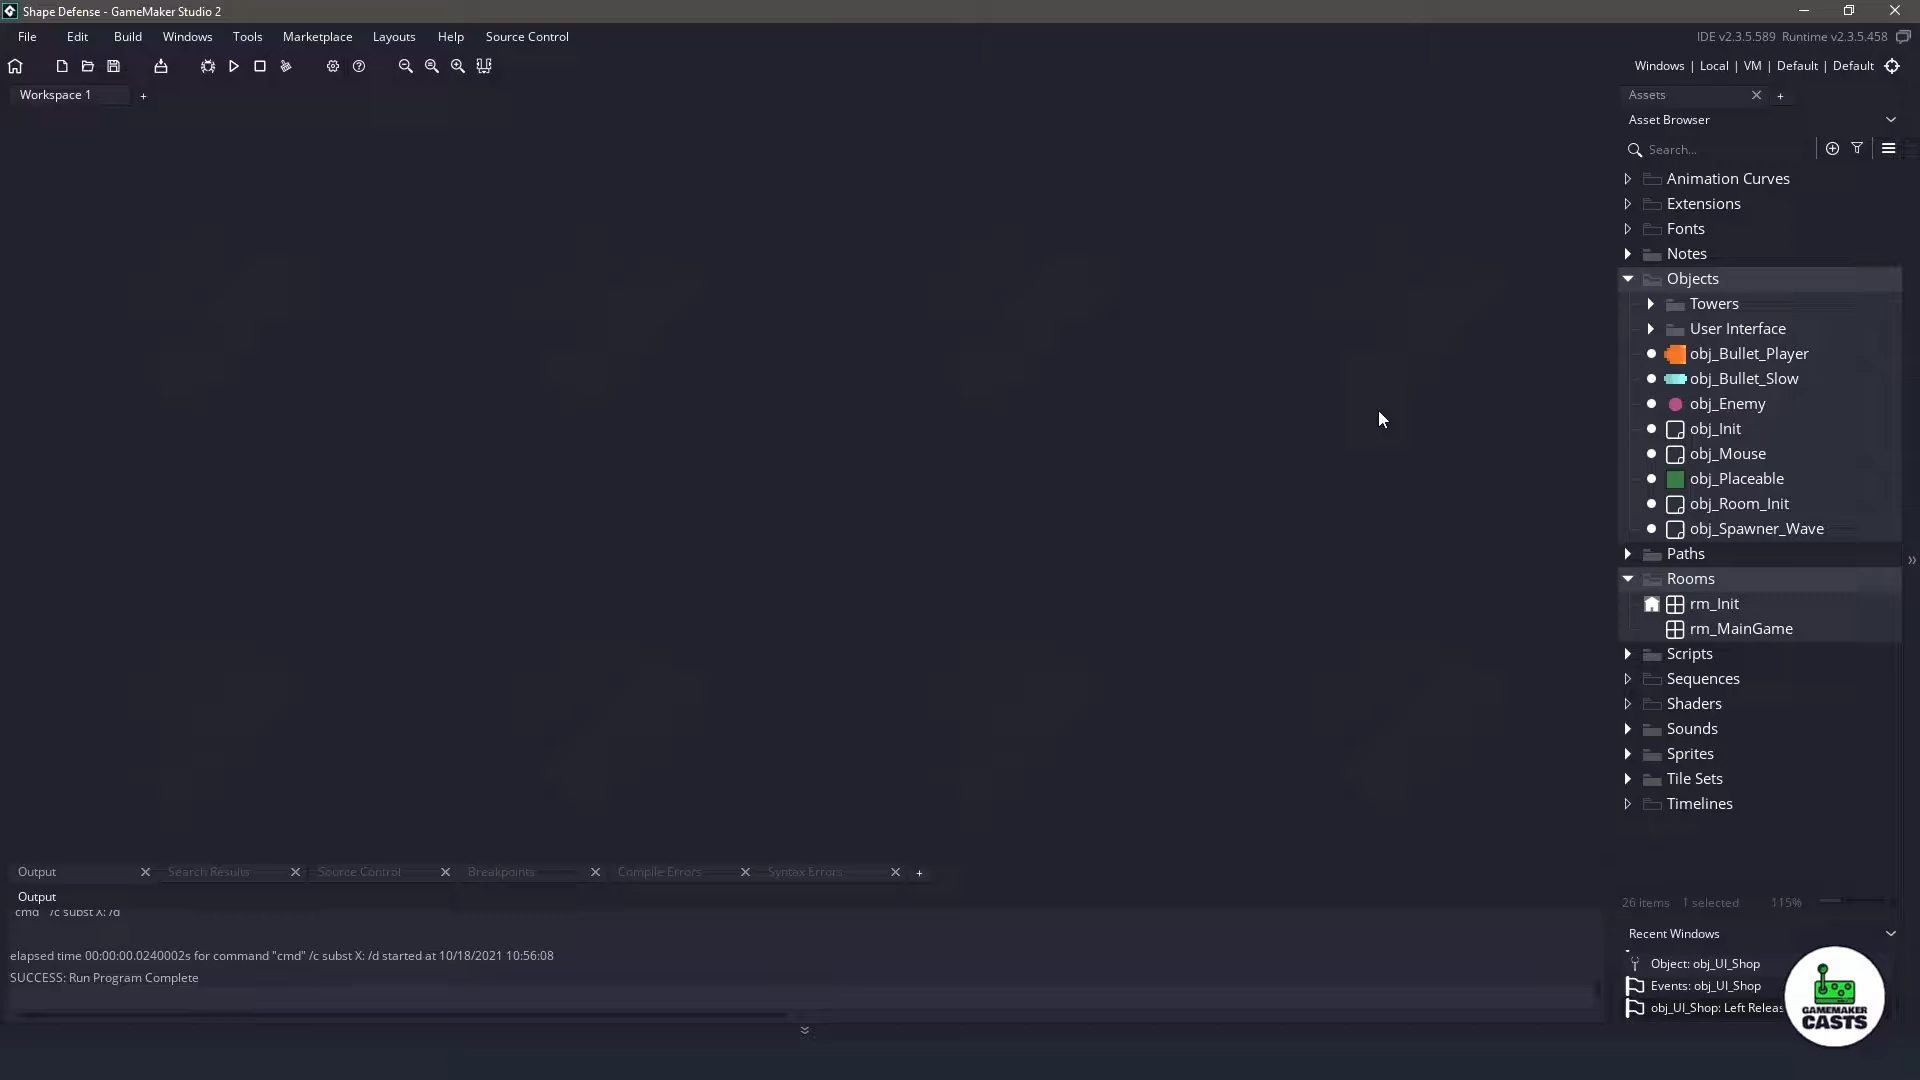 Shape Defense - GameMaker Studio 2
File Edit Build Windows Tools Marketplace Layouts Help Source Control
IDE v2.3.5.589 Runtime v2.3.5.458
Windows | Local | VM | Default | Default
Workspace 1 +
Assets
Asset Browser
Search...
Animation Curves
Extensions
Fonts
Notes
Objects
Towers
User Interface
obj_Bullet_Player
obj_Bullet_Slow
obj_Enemy
obj_Init
obj_Mouse
obj_Placeable
obj_Room_Init
obj_Spawner_Wave
Paths
Rooms
rm_Init
rm_MainGame
Scripts
Sequences
Shaders
Sounds
Sprites
Tile Sets
Timelines
26 items 1 selected 115%
Output Search Results Source Control Breakpoints Compile Errors Syntax Errors +
Output
cmd /c subst X: /d
elapsed time 00:00:00.0240002s for command "cmd" /c subst X: /d started at 10/18/2021 10:56:08
SUCCESS: Run Program Complete
Recent Windows
Object: obj_UI_Shop
Events: obj_UI_Shop
obj_UI_Shop: Left Releas
GAMEMAKER
CASTS